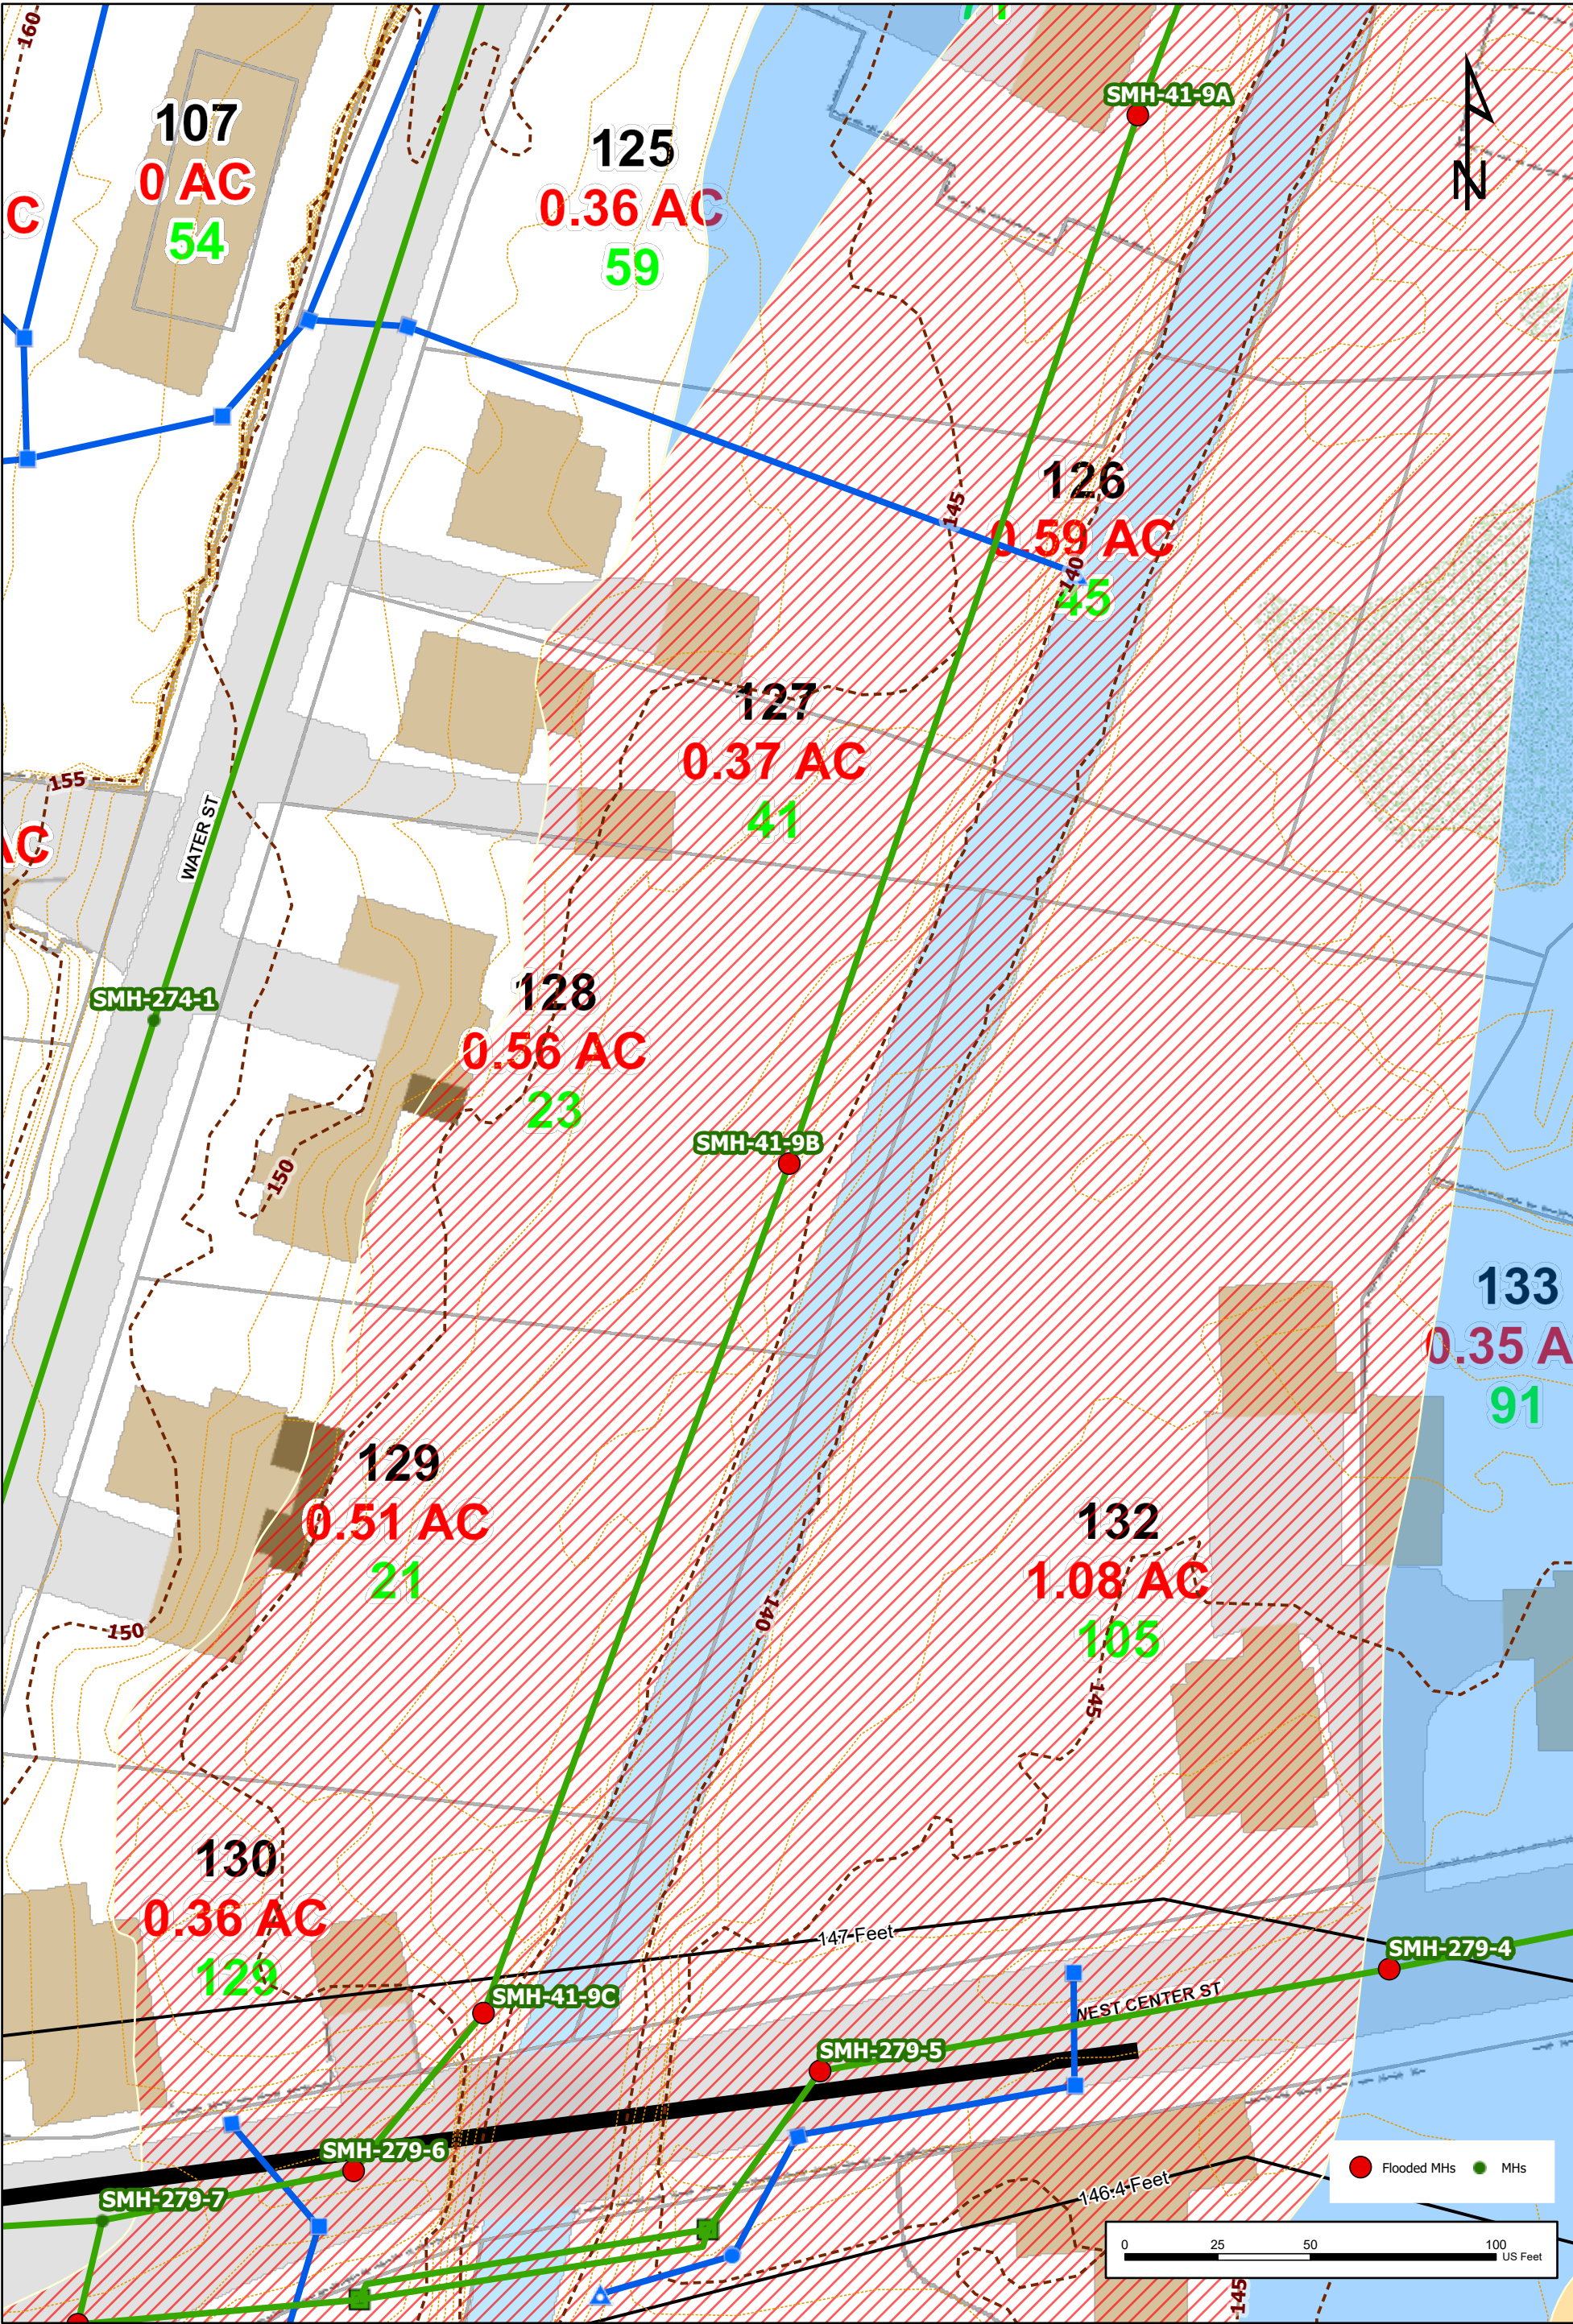 160
71
SMH-41-9A
107
0 AC
54
125
0.36 AC
59
C
N
126
0.59 AC
45
145
140
127
0.37 AC
41
155
WATER ST
AC
128
0.56 AC
23
SMH-274-1
SMH-41-9B
150
133
0.35 A
91
129
0.51 AC
21
132
1.08 AC
105
140
150
145
130
0.36 AC
129
147 Feet
SMH-279-4
SMH-41-9C
WEST CENTER ST
SMH-279-5
SMH-279-6
SMH-279-7
146.4 Feet
Flooded MHs
MHs
0 25 50 100
US Feet
145